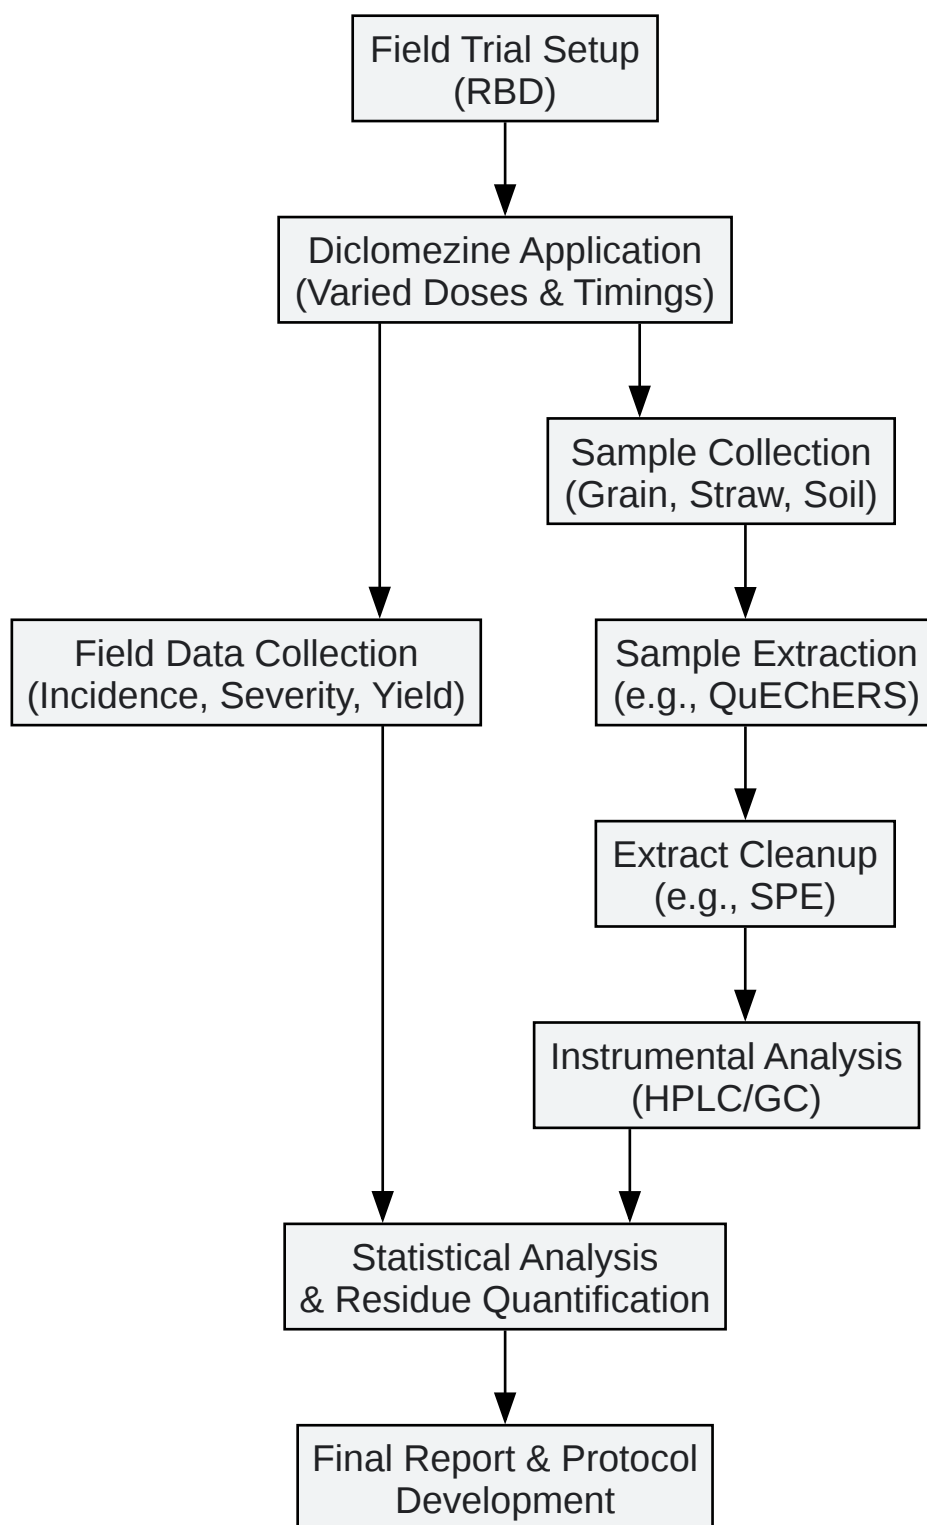 Field Trial Setup
(RBD)
Diclomezine Application
(Varied Doses & Timings)
Sample Collection
(Grain, Straw, Soil)
Field Data Collection
(Incidence, Severity, Yield)
Sample Extraction
(e.g., QuEChERS)
Extract Cleanup
(e.g., SPE)
Instrumental Analysis
(HPLC/GC)
Statistical Analysis
& Residue Quantification
Final Report & Protocol
Development